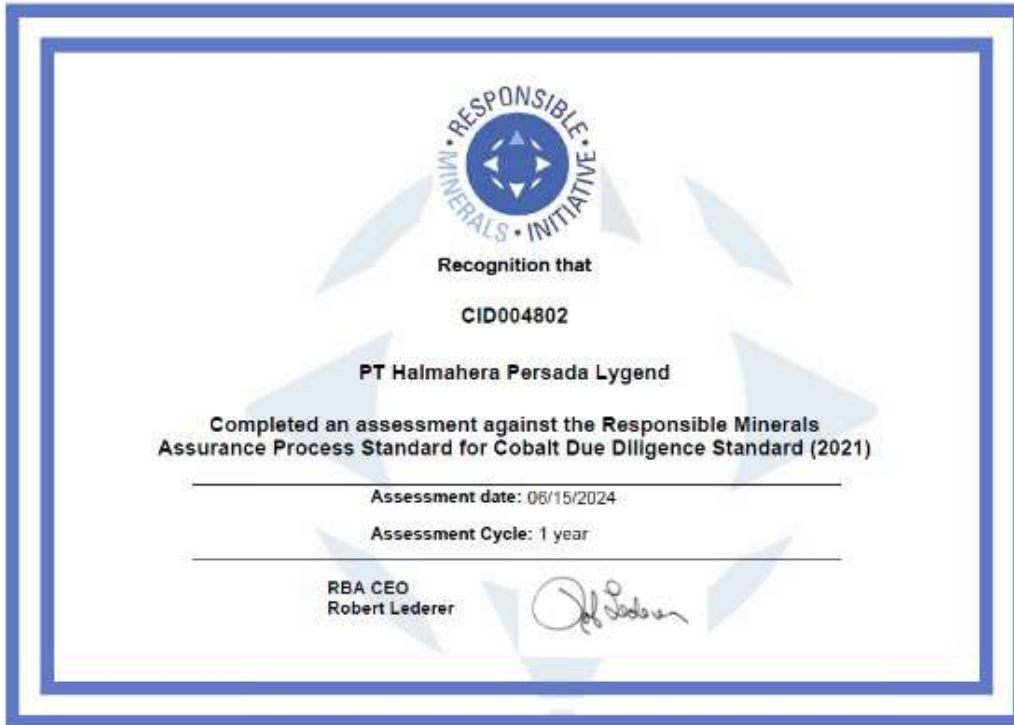 RESPONSIBLE • MINERALS • INITIATIVE
Recognition that
CID004802
PT Halmahera Persada Lygend
Completed an assessment against the Responsible Minerals
Assurance Process Standard for Cobalt Due Diligence Standard (2021)
Assessment date: 06/15/2024
Assessment Cycle: 1 year
RBA CEO
Robert Lederer